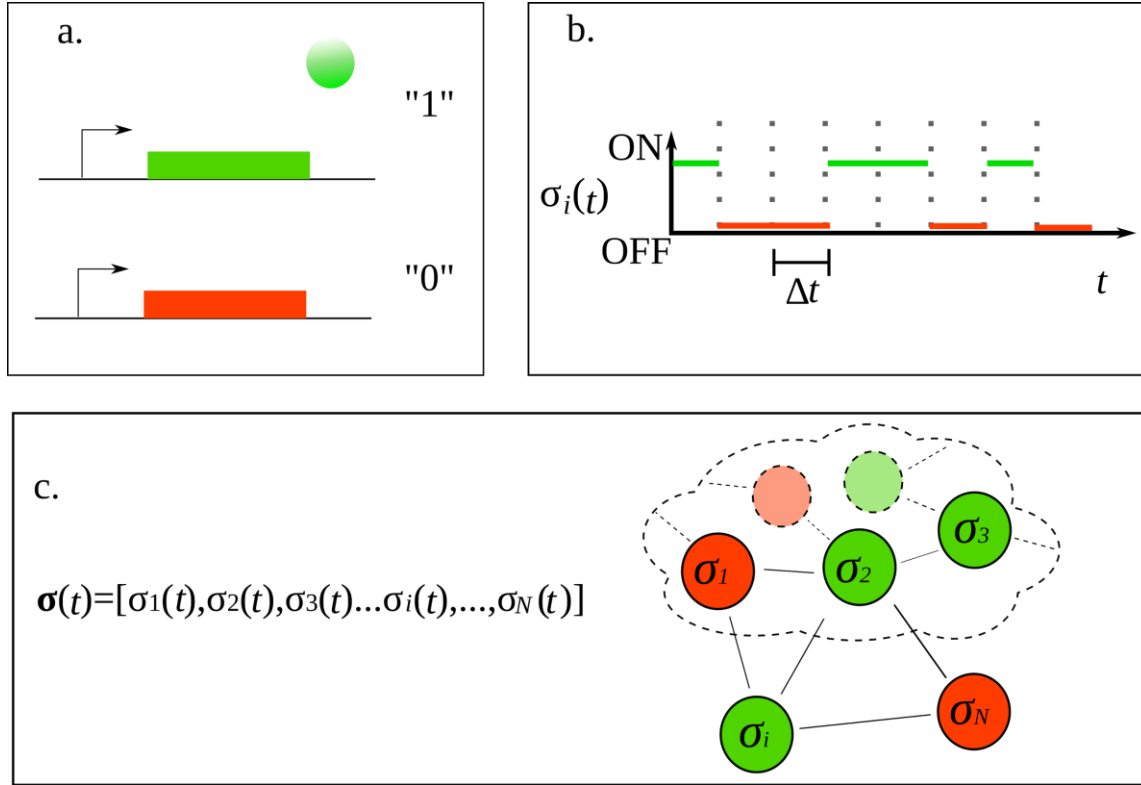 a.
"1"
"0"
b.
ON
σi(t)
OFF
Δt
t
c.
σ(t)=[σ1(t),σ2(t),σ3(t)...σi(t),...,σN(t)]
σ3
σ1
σ2
σi
σN